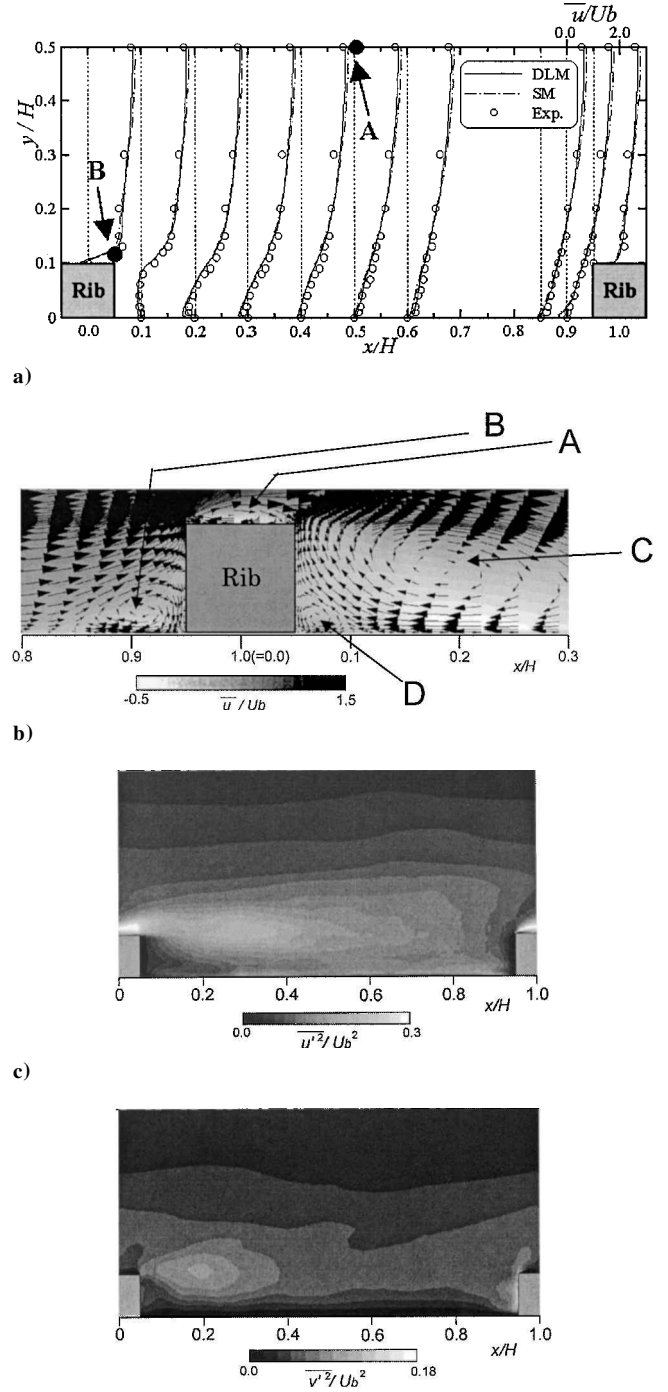 u/Ub
0.0 2.0
0.5
0.4
0.3
0.2
0.1
0
y/H
DLM
SM
Exp.
A
B
Rib
Rib
0.0 0.1 0.2 0.3 0.4 0.5 0.6 0.7 0.8 0.9 1.0
x/H
a)
B
A
Rib
C
0.8 0.9 1.0(=0.0) 0.1 0.2 0.3
x/H
D
-0.5 u / Ub 1.5
b)
0 0.2 0.4 0.6 0.8 1.0
x/H
0.0 0.3
u'²/ Ub²
c)
0 0.2 0.4 0.6 0.8 1.0
x/H
0.0 0.18
v'²/ Ub²